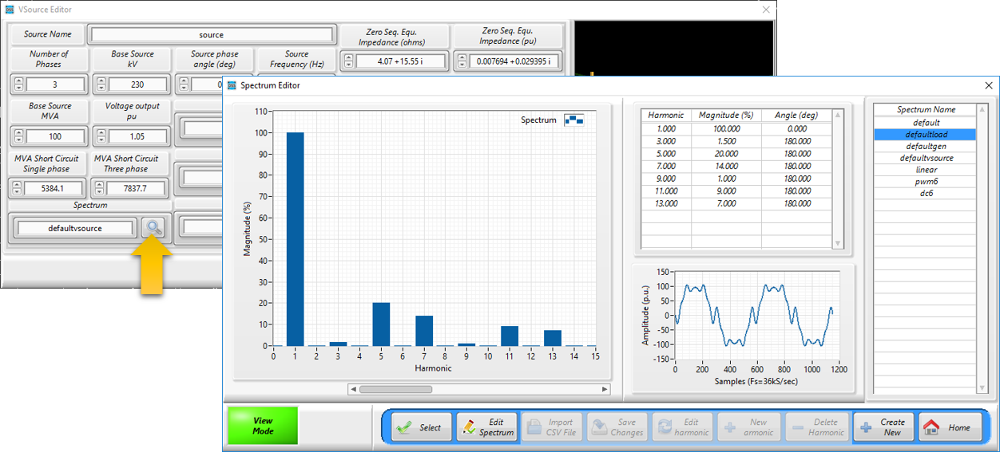 VSource Editor
Source Name
source
Zero Seq. Equ.
Impedance (ohms)
Zero Seq. Equ.
Impedance (pu)
4.07 +15.55 i
0.007694 +0.029395 i
Number of
Phases
Base Source
kV
Source phase
angle (deg)
Source
Frequency (Hz)
3
230
0
Base Source
MVA
Voltage output
pu
100
1.05
MVA Short Circuit
Single phase
MVA Short Circuit
Three phase
5384.1
7837.7
Spectrum
defaultvsource
Spectrum Editor
Spectrum
Magnitude (%)
110
100
90
80
70
60
50
40
30
20
10
0
0 1 2 3 4 5 6 7 8 9 10 11 12 13 14 15
Harmonic
Harmonic Magnitude (%) Angle (deg)
1.000 100.000 0.000
3.000 1.500 180.000
5.000 20.000 180.000
7.000 14.000 180.000
9.000 1.000 180.000
11.000 9.000 180.000
13.000 7.000 180.000
Amplitude (p.u.)
150
100
50
0
-50
-100
-150
0 200 400 600 800 1000 1200
Samples (Fs=36kS/sec)
Spectrum Name
default
defaultload
defaultgen
defaultvsource
linear
pwm6
dc6
View
Mode
Select
Edit
Spectrum
Import
CSV File
Save
Changes
Edit
harmonic
New
armonic
Delete
Harmonic
Create
New
Home